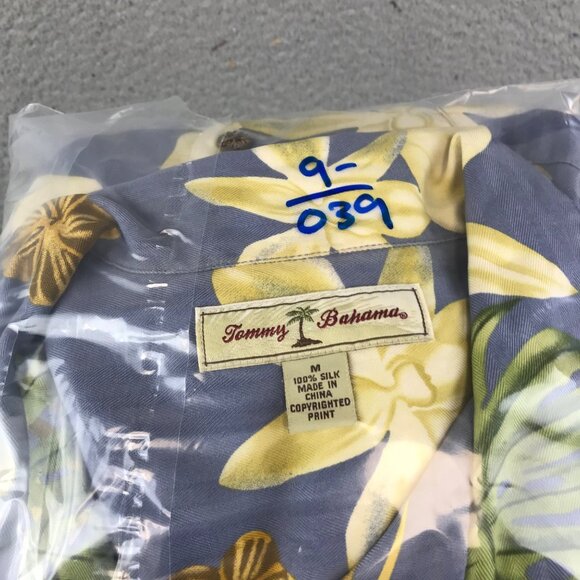 9-
039
Tommy Bahama®
M
100% SILK
MADE IN
CHINA
COPYRIGHTED
PRINT